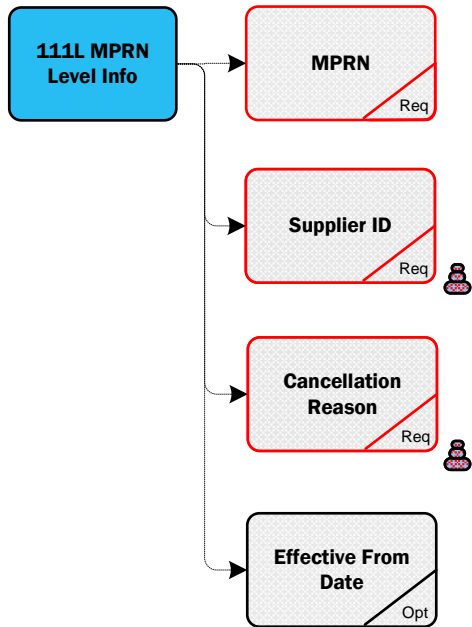 111L MPRN
Level Info
MPRN
Req
Supplier ID
Req
Cancellation
Reason
Req
Effective From
Date
Opt